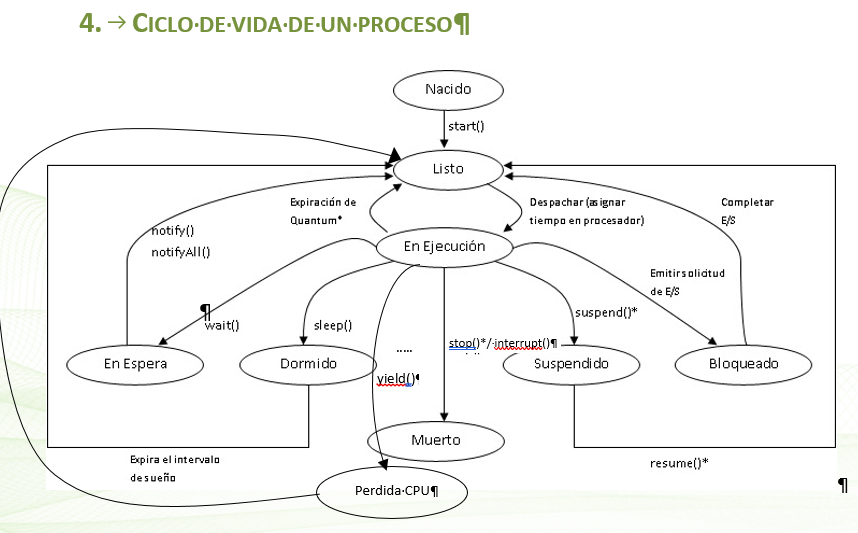 4. → CICLO·DE·VIDA·DE·UN·PROCESO¶
Nacido
start()
Listo
Expiración de
Quantum*
Despachar (asignar
tiempo en procesador)
Completar
E/S
notify()
notifyAll()
En Ejecución
Emitir solicitud
de E/S
¶
wait()
sleep()
suspend()*
.....
stop()*/·interrupt()¶
En Espera
Dormido
Suspendido
Bloqueado
yield()¶
Muerto
Expira el intervalo
de sueño
resume()*
Perdida·CPU¶
¶